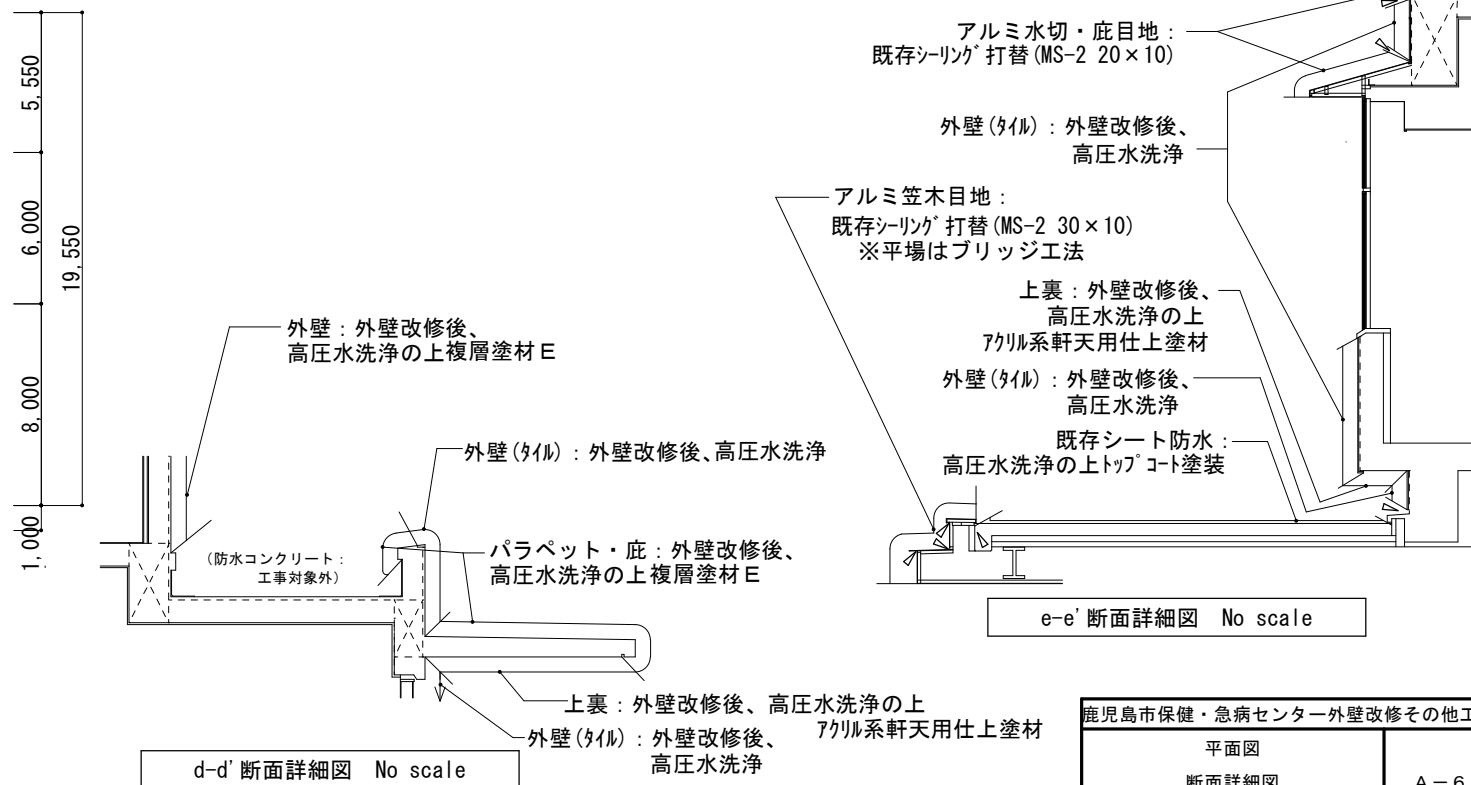 5,550
6,000
8,000
1,000
19,550
外壁：外壁改修後、
高圧水洗浄の上複層塗材Ｅ
(防水コンクリート：
工事対象外)
外壁(ﾀｲﾙ)：外壁改修後、高圧水洗浄
パラペット・庇：外壁改修後、
高圧水洗浄の上複層塗材Ｅ
上裏：外壁改修後、高圧水洗浄の上
アクリル系軒天用仕上塗材
外壁(ﾀｲﾙ)：外壁改修後、
高圧水洗浄
d-d'断面詳細図　No scale
アルミ水切・庇目地：
既存ｼｰﾘﾝｸﾞ打替(MS-2 20×10)
外壁(ﾀｲﾙ)：外壁改修後、
高圧水洗浄
アルミ笠木目地：
既存ｼｰﾘﾝｸﾞ打替(MS-2 30×10)
※平場はブリッジ工法
上裏：外壁改修後、
高圧水洗浄の上
ｱｸﾘﾙ系軒天用仕上塗材
外壁(ﾀｲﾙ)：外壁改修後、
高圧水洗浄
既存シート防水：
高圧水洗浄の上ﾄｯﾌﾟｺｰﾄ塗装
e-e'断面詳細図　No scale
鹿児島市保健・急病センター外壁改修その他工
平面図
断面詳細図
Ａ－６